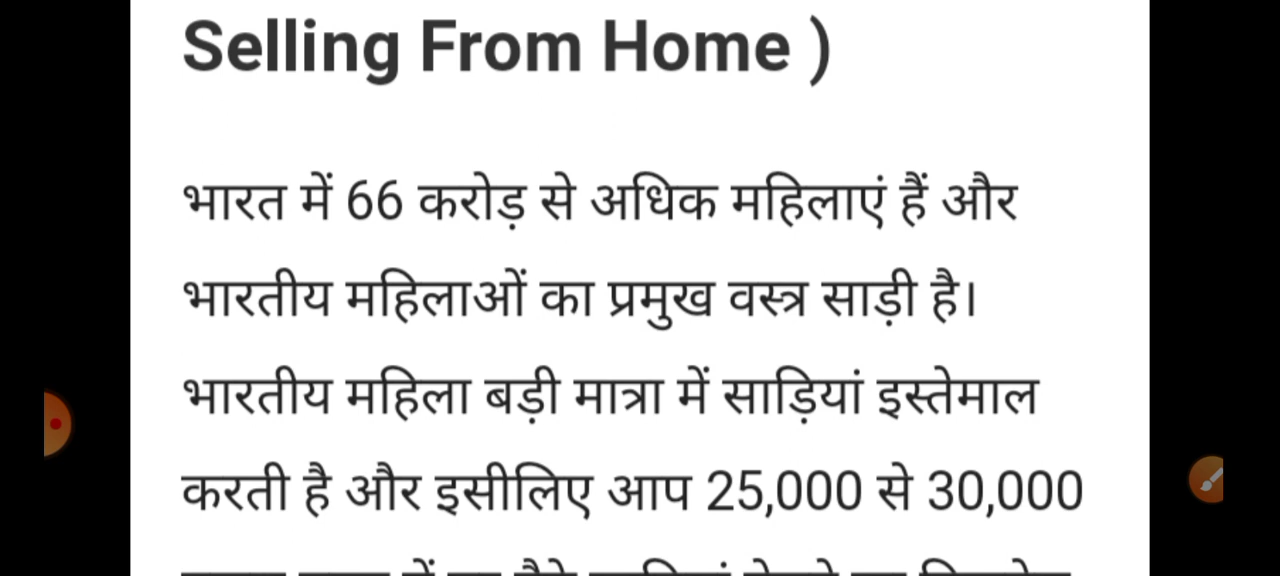 Selling From Home )
भारत में 66 करोड़ से अधिक महिलाएं हैं और
भारतीय महिलाओं का प्रमुख वस्त्र साड़ी है।
भारतीय महिला बड़ी मात्रा में साड़ियां इस्तेमाल
करती है और इसीलिए आप 25,000 से 30,000